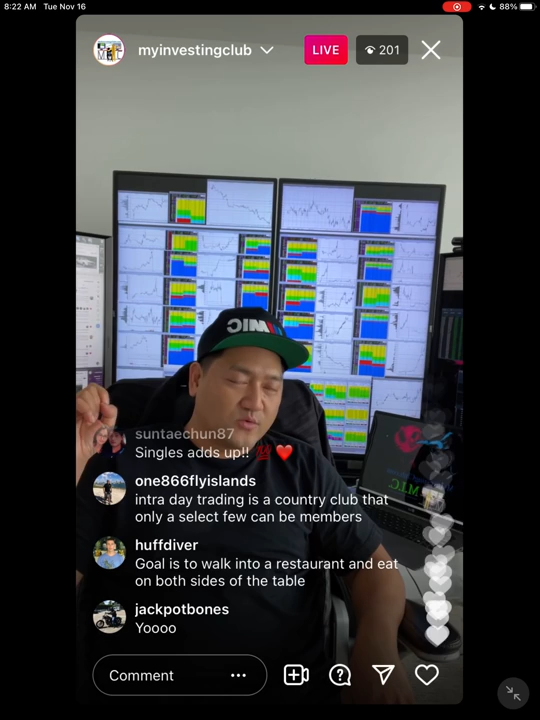 8:22 AM Tue Nov 16
88%
myinvestingclub
LIVE
201
suntaechun87
Singles adds up!! 💯❤️
one866flyislands
intra day trading is a country club that
only a select few can be members
huffdiver
Goal is to walk into a restaurant and eat
on both sides of the table
jackpotbones
Yoooo
Comment